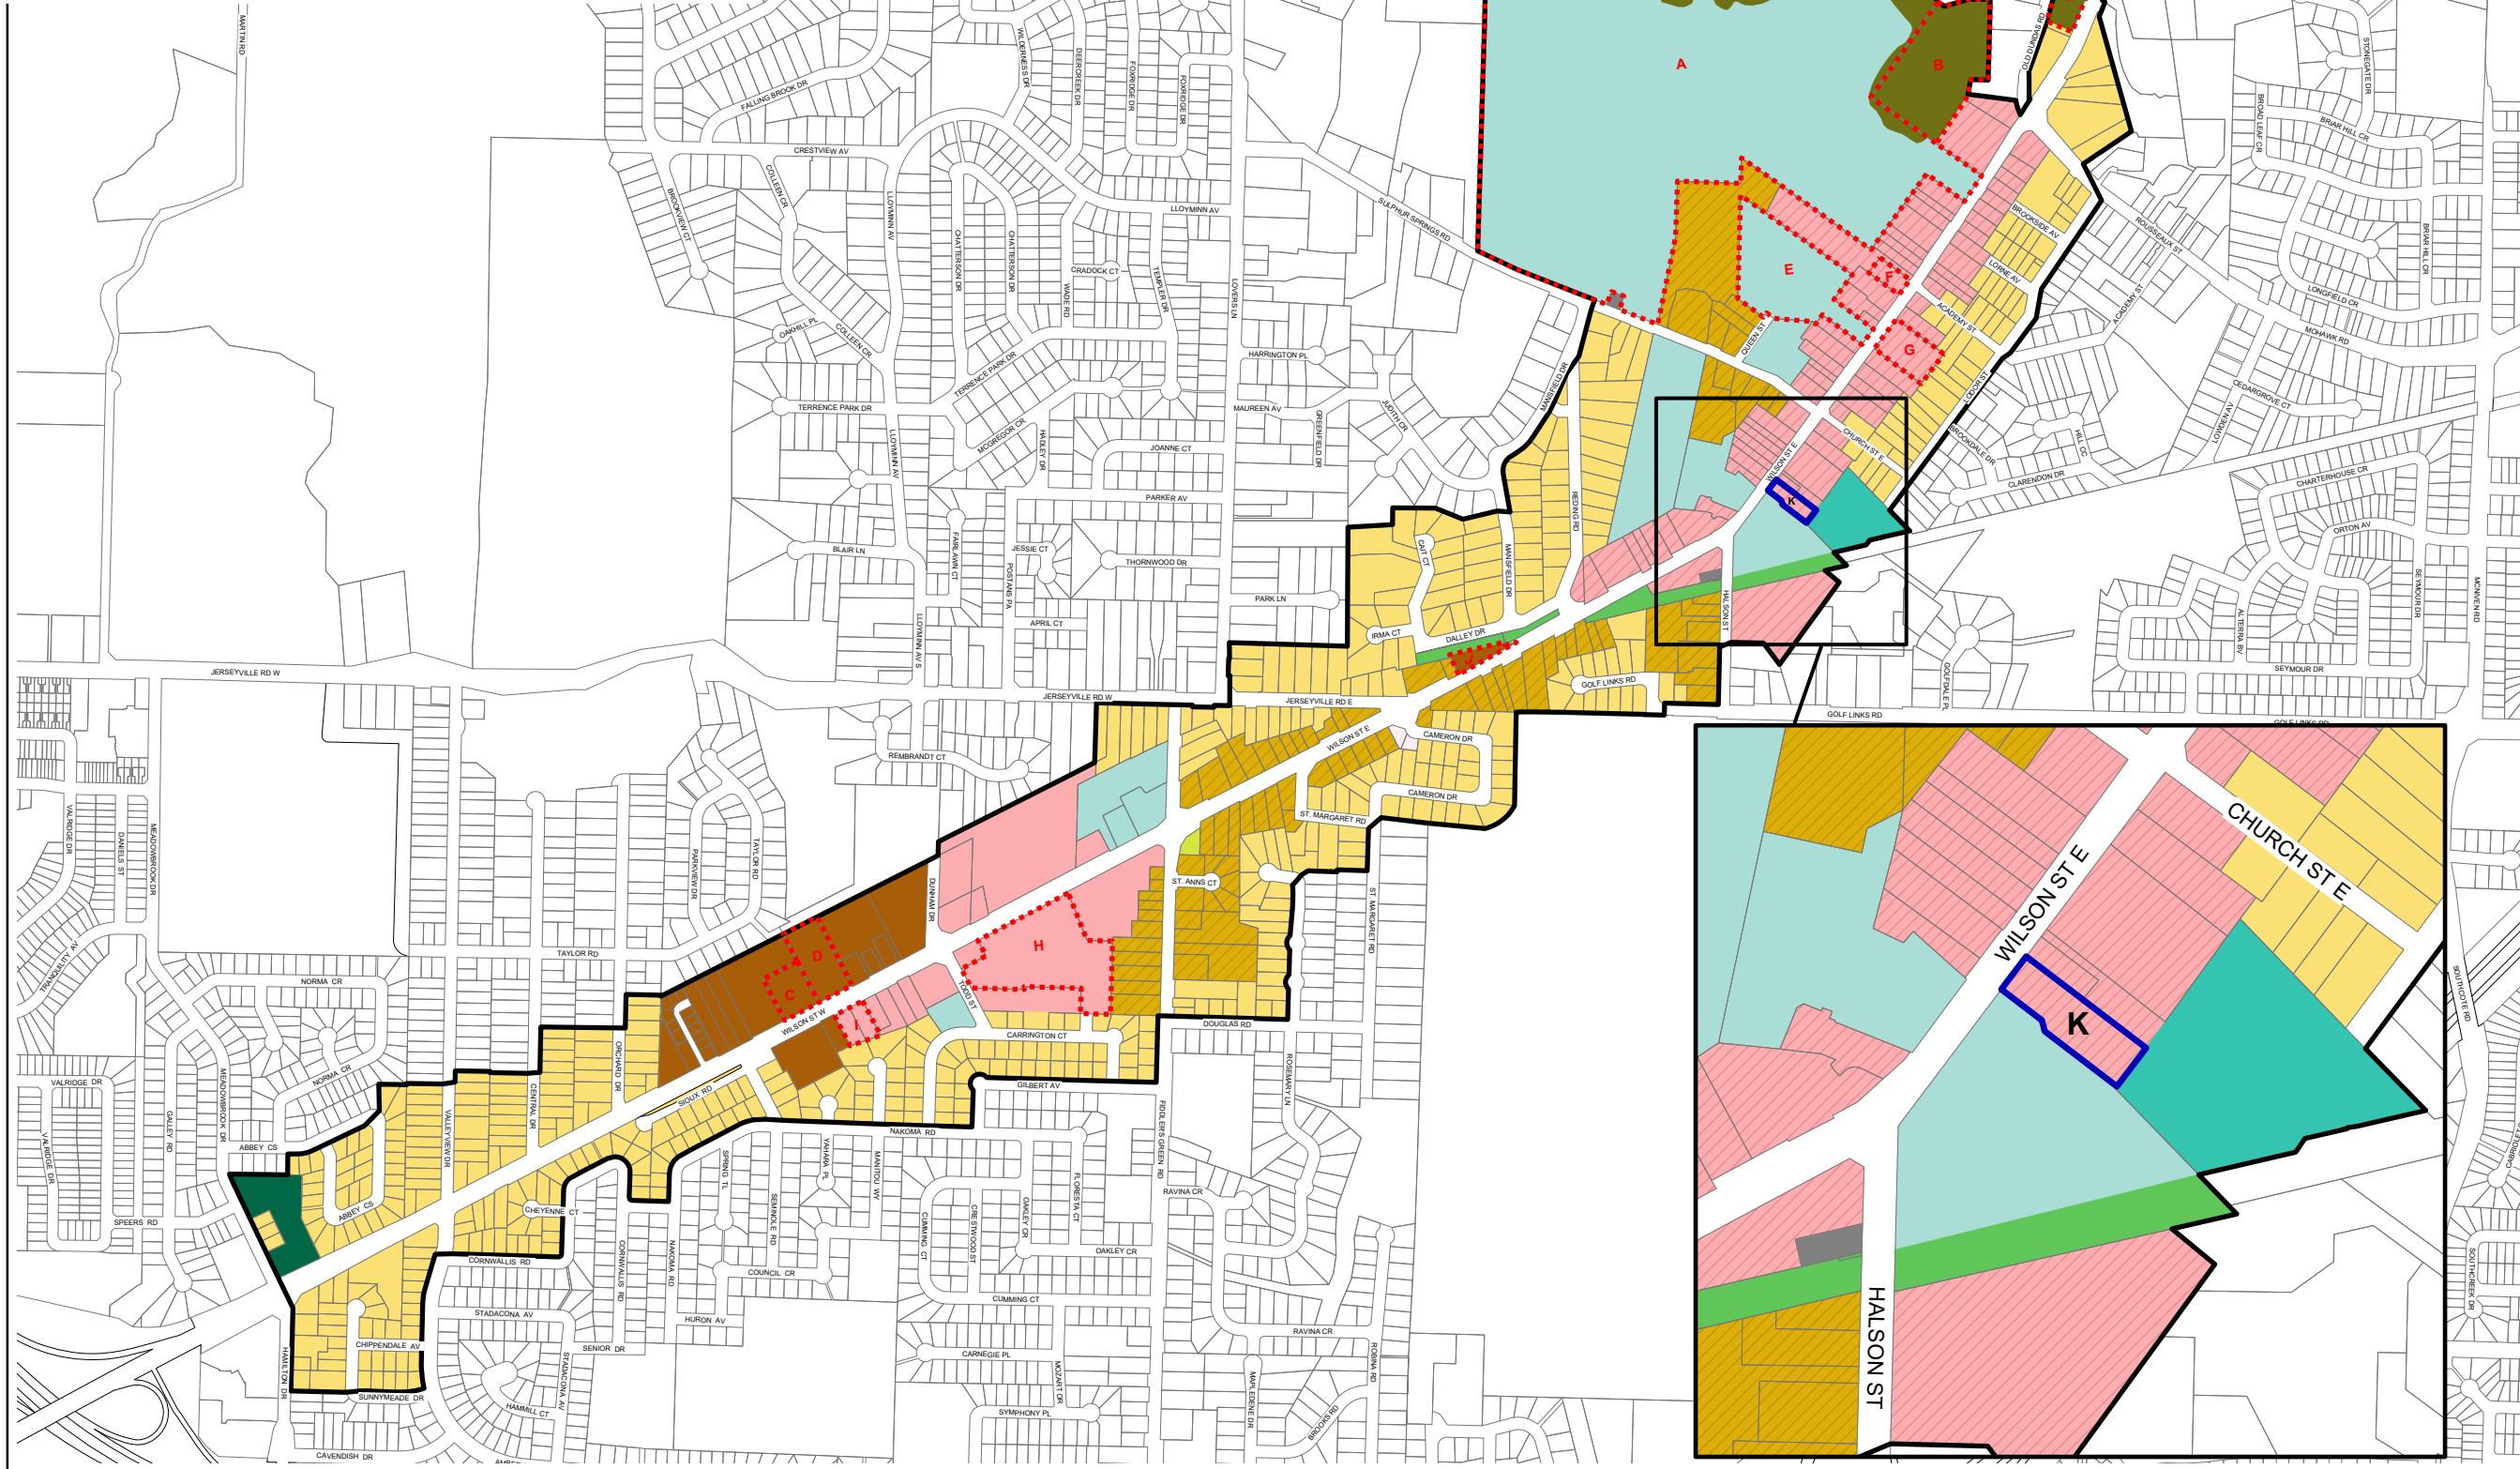 MARTIN RD
WILDERNESS DR
DEERCREEK DR
FOXRIDGE DR
FOXRIDGE DR
FALLING BROOK DR
CRESTVIEW AV
COLLEEN CR
BROOKVIEW CT
LLOYMINN AV
LLOYMINN AV
CHATTERSON DR
CHATTERSON DR
CRADOCK CT
WADE RD
TEMPLER DR
LOVERS LN
SULPHUR SPRINGS RD
OAKHILL PL
COLLEEN CR
TERRENCE PARK DR
TERRENCE PARK DR
MCGREGOR CR
HADLEY DR
HARRINGTON PL
MAUREEN AV
GREENFIELD DR
JUDITH CR
MANSFIELD DR
JOANNE CT
LLOYMINN AV
PARKER AV
FAIRLAWN CT
JESSIE CT
POSTANS PA
THORNWOOD DR
BLAIR LN
PARK LN
APRIL CT
LLOYMINN AV S
REDING RD
CAIT CT
MANSFIELD DR
IRMA CT
DALLEY DR
A
B
E
F
G
OLD DUNDAS RD
STONEGATE DR
BROAD LEAF CR
BRIAR HILL CR
BRIAR HILL CR
BROOKSIDE AV
ROUSSEAUX ST
LORNE AV
ACADEMY ST
ACADEMY ST
LONGFIELD CR
MOHAWK RD
QUEEN ST
LODOR ST
CEDARGROVE CT
LOWDEN AV
CHURCH ST E
BROOKDALE DR
HILL CC
CLARENDON DR
CHARTERHOUSE CR
WILSON ST E
K
ORTON AV
SEYMOUR DR
MCNIVEN RD
ALTERRA BV
HALSON ST
GOLFDALE PL
SEYMOUR DR
GOLF LINKS RD
GOLF LINKS RD
GOLF LINKS RD
JERSEYVILLE RD W
JERSEYVILLE RD W
JERSEYVILLE RD E
J
WILSON ST E
CAMERON DR
CAMERON DR
ST. MARGARET RD
REMBRANDT CT
VALRIDGE DR
DANIELS ST
MEADOWBROOK DR
PARKVIEW DR
TAYLOR RD
DUNHAM DR
ST. ANNS CT
ST. MARGARET RD
TRANQUILITY AV
TAYLOR RD
NORMA CR
D
C
H
I
WILSON ST W
TODD ST
CARRINGTON CT
DOUGLAS RD
NORMA CR
ORCHARD DR
VALRIDGE DR
SIOUX RD
GILBERT AV
ROSEMARY LN
VALRIDGE DR
GALLEY RD
MEADOWBROOK DR
ABBEY CS
VALLEYVIEW DR
CENTRAL DR
NAKOMA RD
FIDDLER'S GREEN RD
SPRING TL
YAHARA PL
MANITOU WY
SEMINOLE RD
FLORESTA CT
RAVINA CR
SPEERS RD
ABBEY CS
CHEYENNE CT
CUMMING CT
CRESTWOOD ST
OAKLEY CR
OAKLEY CR
CORNWALLIS RD
CORNWALLIS RD
NAKOMA RD
COUNCIL CR
CUMMING CT
STADACONA AV
HURON AV
RAVINA CR
HAMILTON DR
CHIPPENDALE AV
SENIOR DR
CARNEGIE PL
MOZART DR
ROBINA RD
SUNNYMEADE DR
STADACONA AV
HAMMILL CT
SYMPHONY PL
MAPLEDENE DR
BROOKS RD
CAVENDISH DR
CHURCH ST E
WILSON ST E
K
HALSON ST
SOUTHCOTE RD
SOUTHCREEK DR